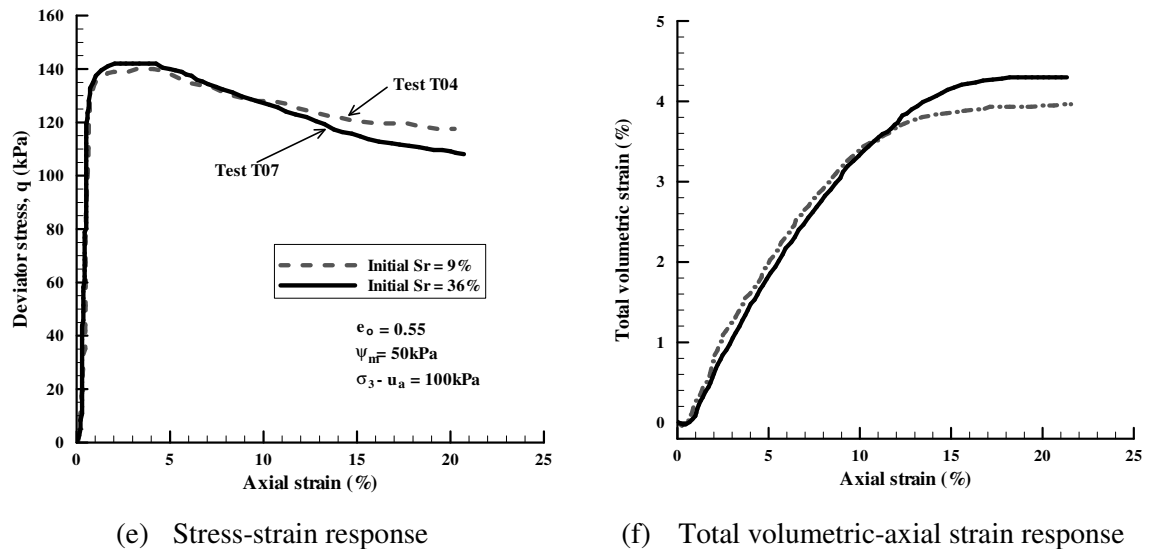 160
140
120
100
80
60
40
20
0
Deviator stress, q (kPa)
Test T04
Test T07
Initial Sr = 9%
Initial Sr = 36%
eₒ = 0.55
ψₘ= 50kPa
σ₃ - uₐ = 100kPa
0 5 10 15 20 25
Axial strain (%)
(e) Stress-strain response
5
4
3
2
1
0
Total volumetric strain (%)
0 5 10 15 20 25
Axial strain (%)
(f) Total volumetric-axial strain response